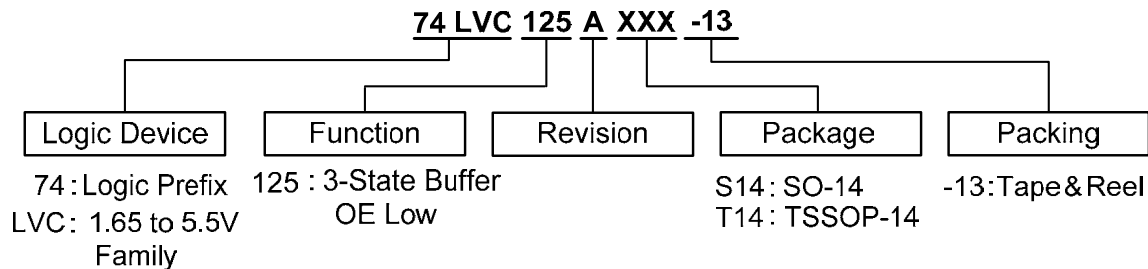 74 LVC 125 A XXX -13
Logic Device
Function
Revision
Package
Packing
74 : Logic Prefix
LVC : 1.65 to 5.5V
Family
125 : 3-State Buffer
OE Low
S14 : SO-14
T14 : TSSOP-14
-13 : Tape & Reel